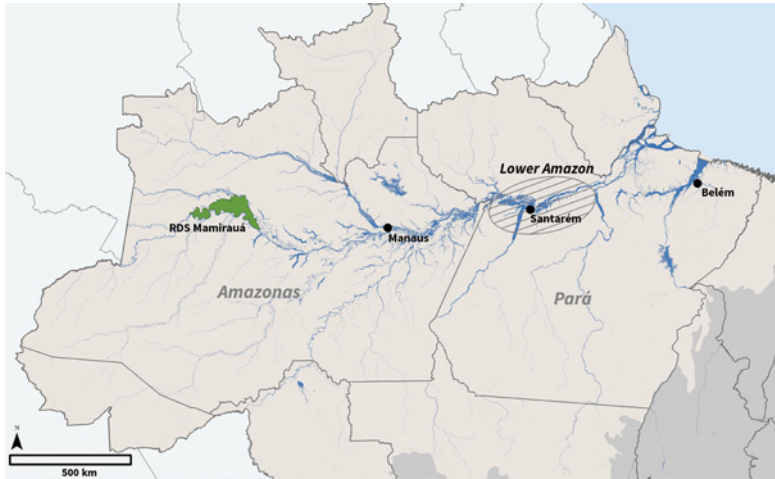 Lower Amazon
Belém
Santarém
RDS Mamirauá
Manaus
Amazonas
Pará
N
500 km